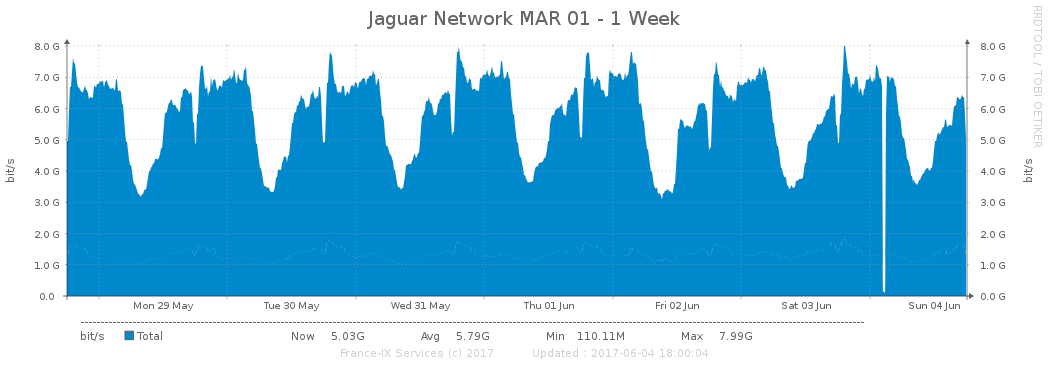 Jaguar Network MAR 01 - 1 Week
RRDTOOL / TOBI OETIKER
bit/s
8.0 G
7.0 G
6.0 G
5.0 G
4.0 G
3.0 G
2.0 G
1.0 G
0.0
8.0 G
7.0 G
6.0 G
5.0 G
4.0 G
3.0 G
2.0 G
1.0 G
0.0 G
bit/s
Mon 29 May Tue 30 May Wed 31 May Thu 01 Jun Fri 02 Jun Sat 03 Jun Sun 04 Jun
bit/s Total Now 5.03G Avg 5.79G Min 110.11M Max 7.99G
France-IX Services (c) 2017 Updated : 2017-06-04 18:00:04